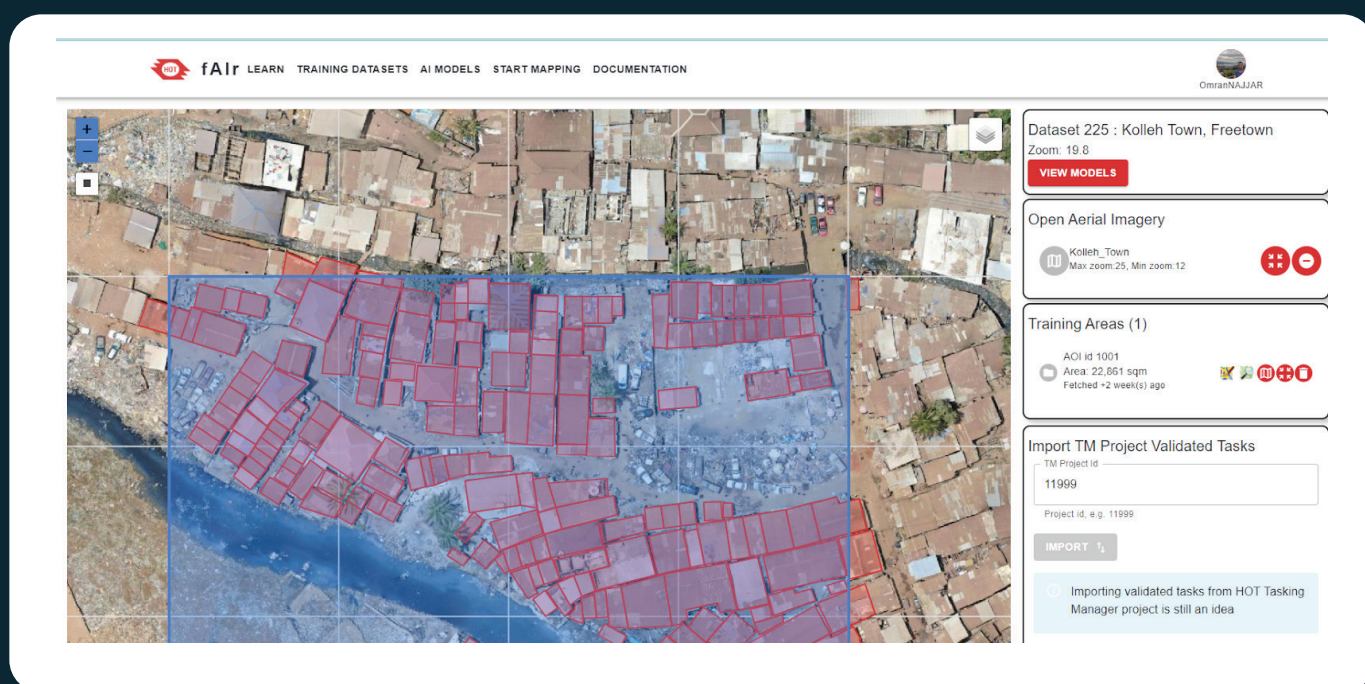 HOT fAIr LEARN TRAINING DATASETS AI MODELS START MAPPING DOCUMENTATION
OmranNAJJAR
+
−
Dataset 225 : Kolleh Town, Freetown
Zoom: 19.8
VIEW MODELS
Open Aerial Imagery
Kolleh_Town
Max zoom:25, Min zoom:12
Training Areas (1)
AOI id 1001
Area: 22,861 sqm
Fetched +2 week(s) ago
Import TM Project Validated Tasks
TM Project Id
11999
Project id, e.g. 11999
IMPORT
Importing validated tasks from HOT Tasking
Manager project is still an idea